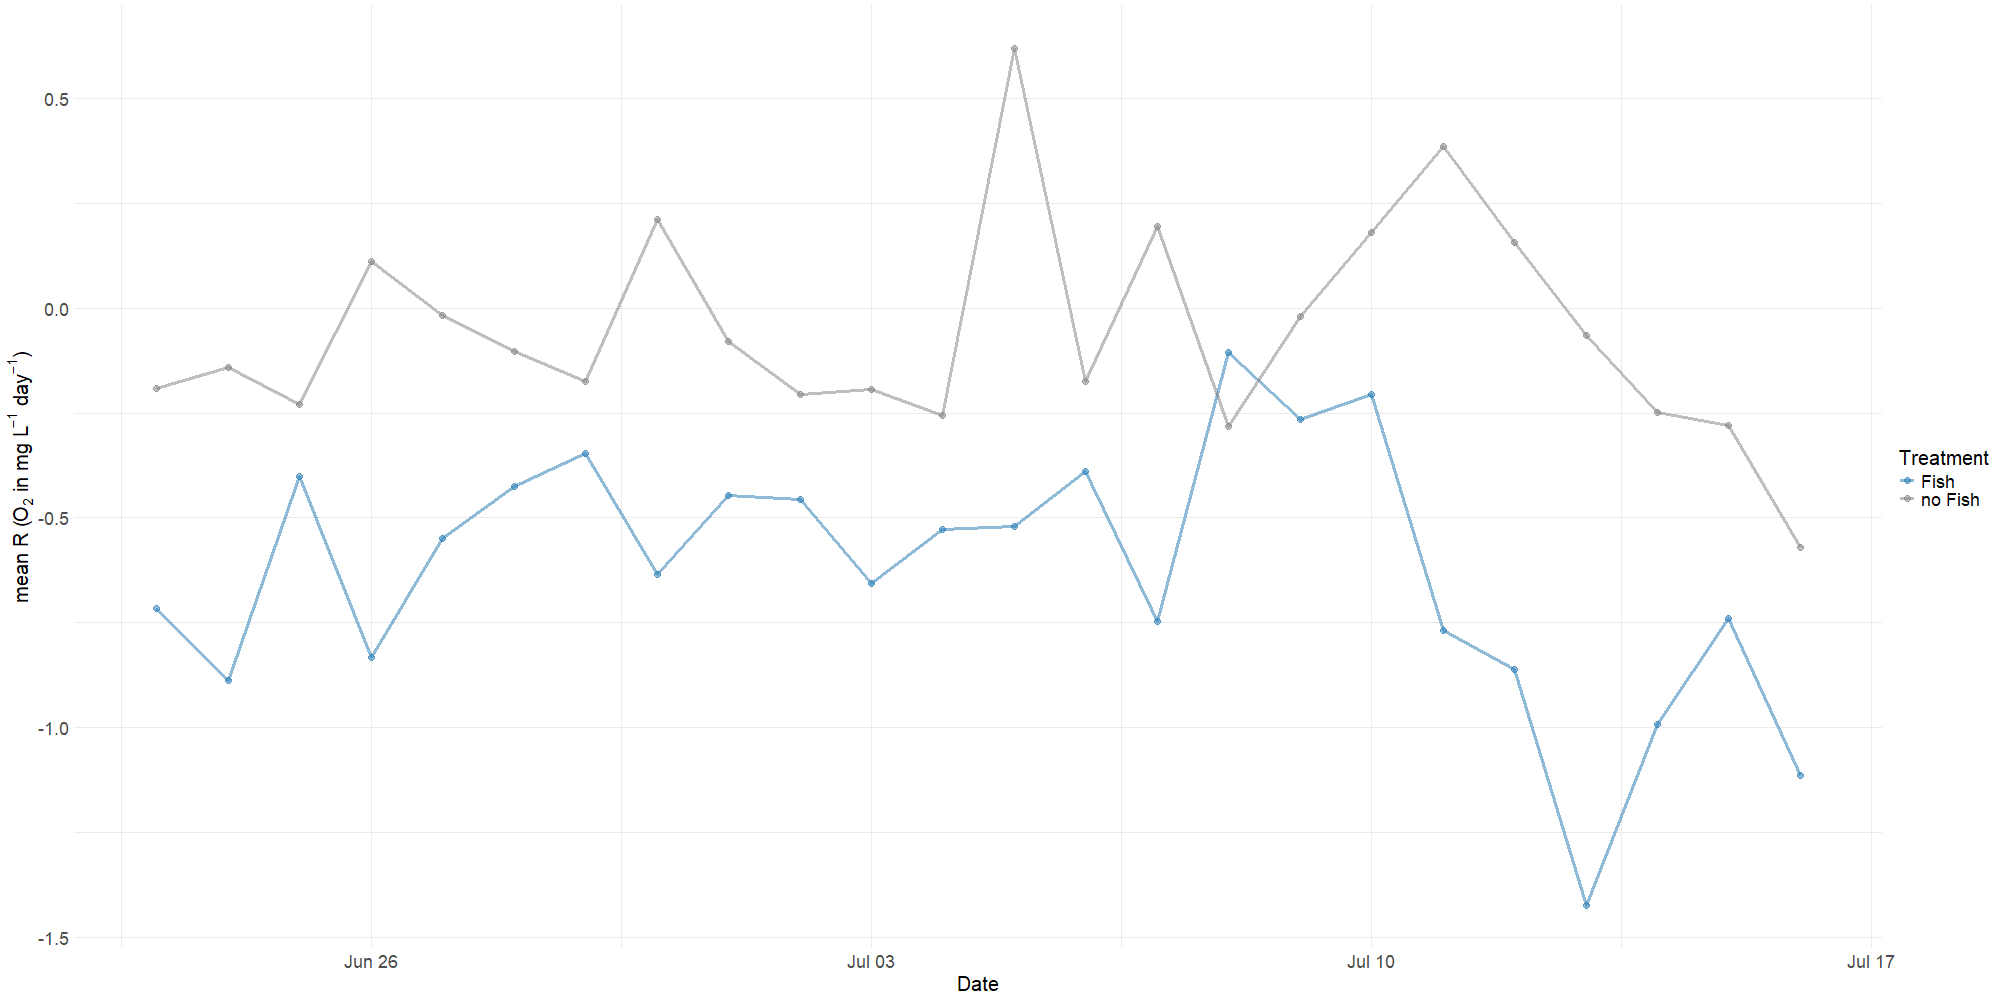 0.5
0.0
-0.5
-1.0
-1.5
mean R (O₂ in mg L⁻¹ day⁻¹)
Jun 26
Jul 03
Jul 10
Jul 17
Date
Treatment
Fish
no Fish